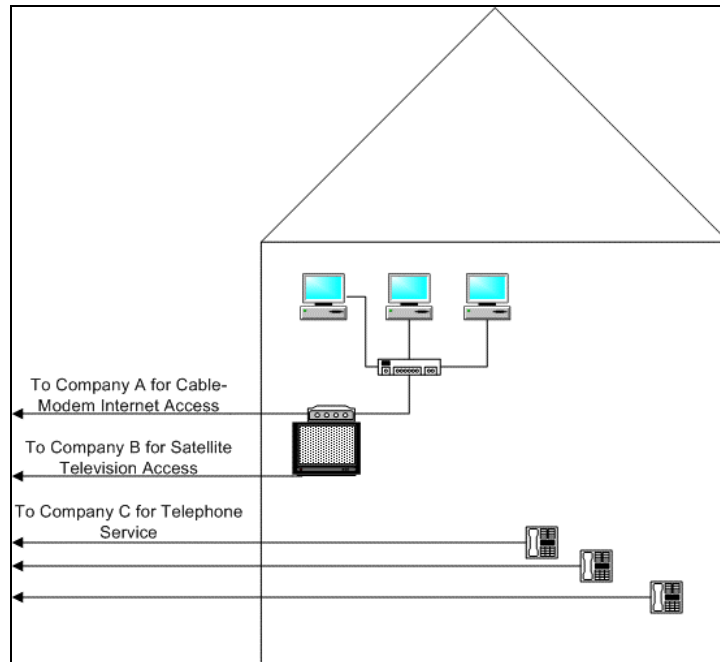 To Company A for Cable-
Modem Internet Access
To Company B for Satellite
Television Access
To Company C for Telephone
Service